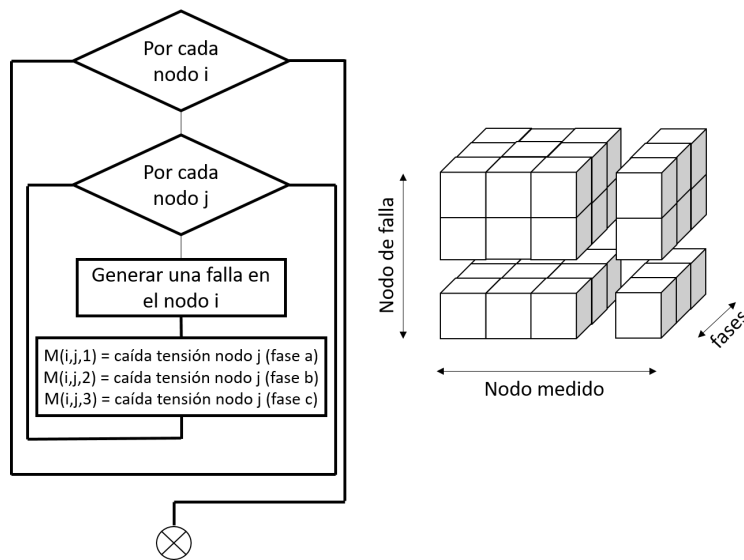 Por cada
nodo i
Por cada
nodo j
Generar una falla en
el nodo i
M(i,j,1) = caída tensión nodo j (fase a)
M(i,j,2) = caída tensión nodo j (fase b)
M(i,j,3) = caída tensión nodo j (fase c)
Nodo de falla
Nodo medido
fases